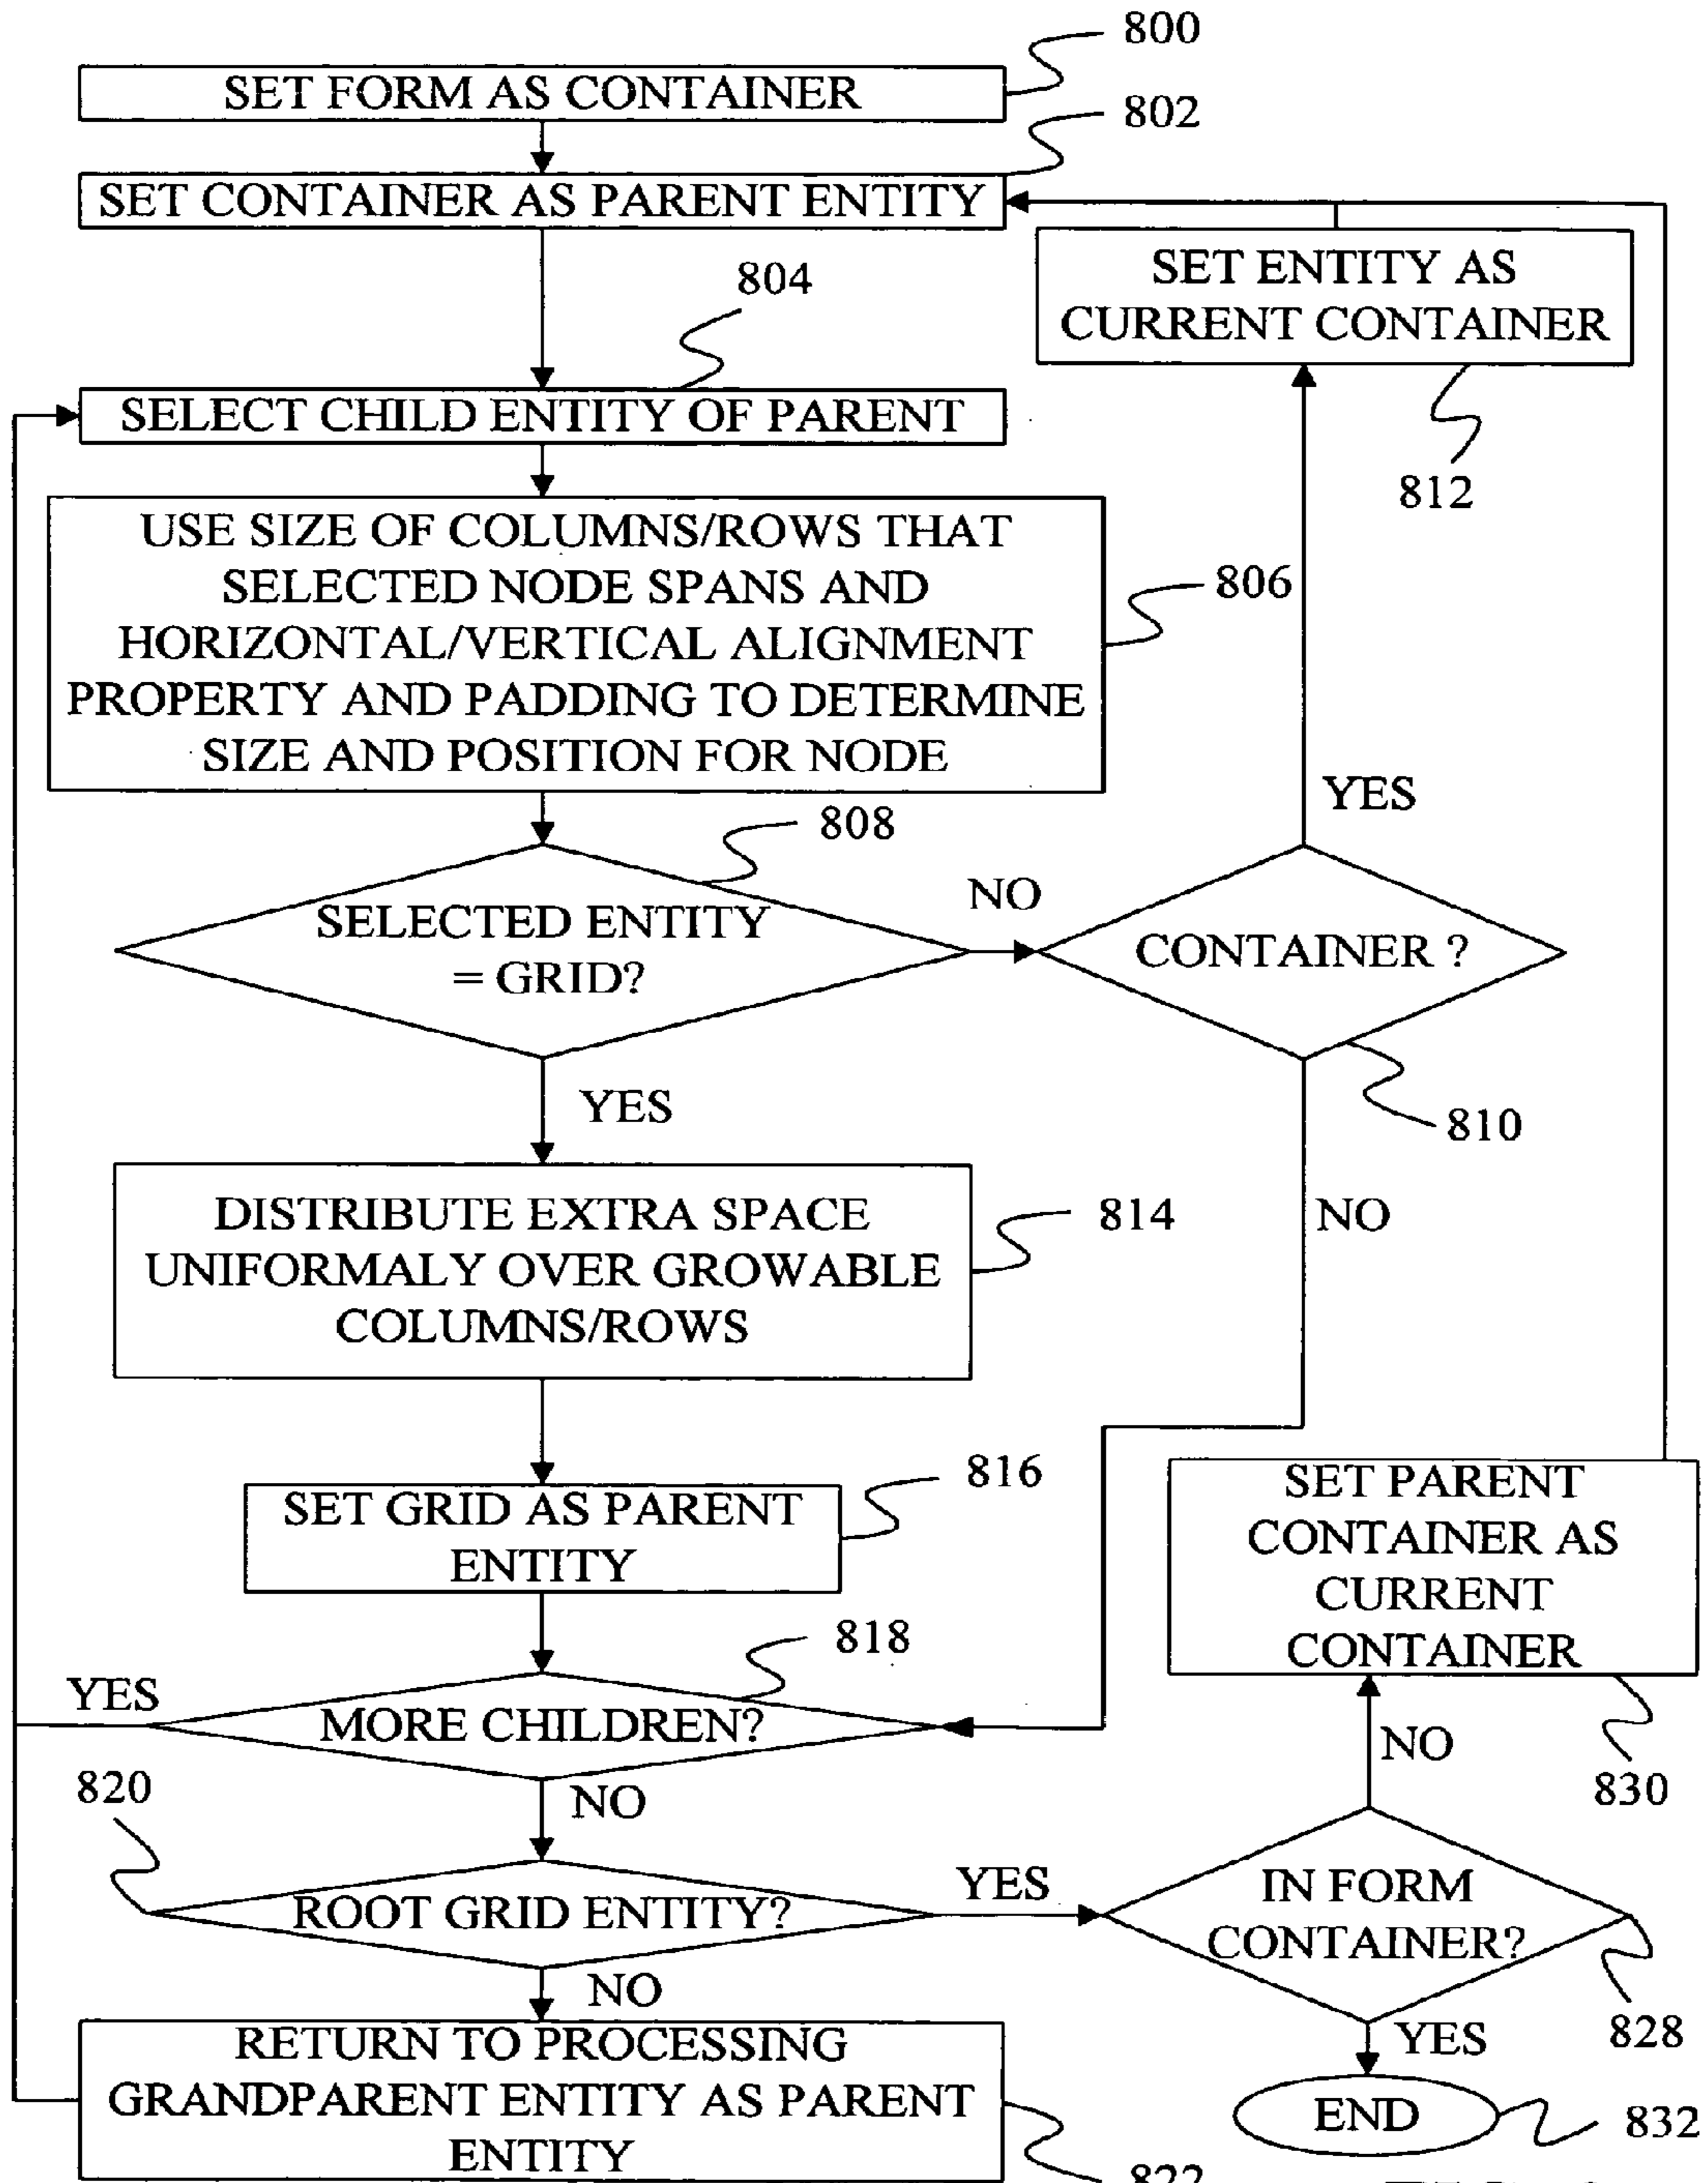 800
SET FORM AS CONTAINER
802
SET CONTAINER AS PARENT ENTITY
SET ENTITY AS
CURRENT CONTAINER
804
812
SELECT CHILD ENTITY OF PARENT
USE SIZE OF COLUMNS/ROWS THAT
SELECTED NODE SPANS AND
HORIZONTAL/VERTICAL ALIGNMENT
PROPERTY AND PADDING TO DETERMINE
SIZE AND POSITION FOR NODE
806
YES
808
SELECTED ENTITY
= GRID?
NO
CONTAINER ?
810
YES
NO
DISTRIBUTE EXTRA SPACE
UNIFORMALY OVER GROWABLE
COLUMNS/ROWS
814
SET GRID AS PARENT
ENTITY
816
SET PARENT
CONTAINER AS
CURRENT
CONTAINER
830
818
YES
MORE CHILDREN?
NO
NO
820
ROOT GRID ENTITY?
YES
IN FORM
CONTAINER?
828
NO
YES
RETURN TO PROCESSING
GRANDPARENT ENTITY AS PARENT
ENTITY
822
END
832